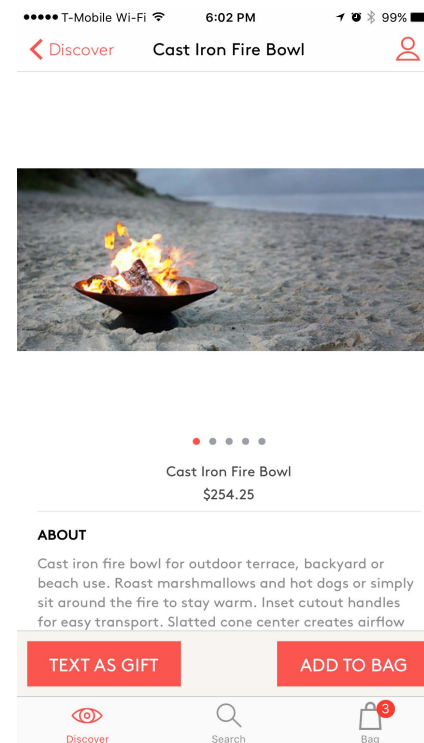 T-Mobile Wi-Fi 6:02 PM 99%
Discover Cast Iron Fire Bowl
Cast Iron Fire Bowl
$254.25
ABOUT
Cast iron fire bowl for outdoor terrace, backyard or
beach use. Roast marshmallows and hot dogs or simply
sit around the fire to stay warm. Inset cutout handles
for easy transport. Slatted cone center creates airflow
TEXT AS GIFT ADD TO BAG
3
Discover Search Bag